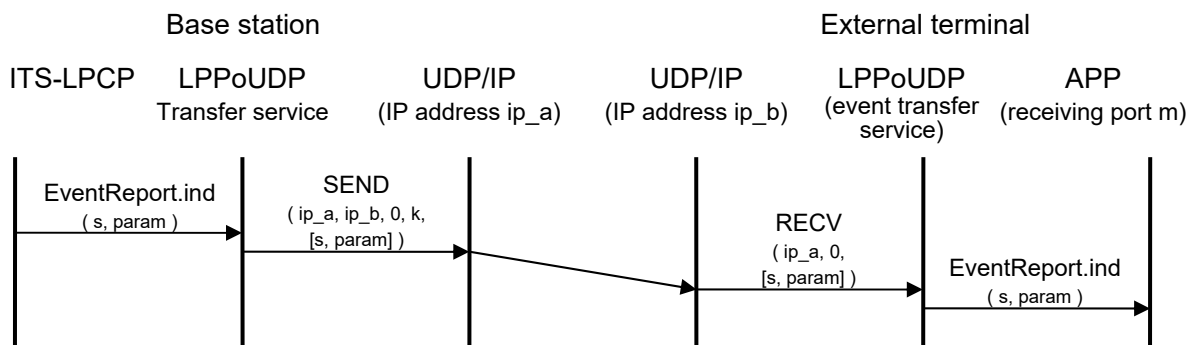 Base station
External terminal
ITS-LPCP
LPPoUDP
Transfer service
UDP/IP
(IP address ip_a)
UDP/IP
(IP address ip_b)
LPPoUDP
(event transfer
service)
APP
(receiving port m)
EventReport.ind
( s, param )
SEND
( ip_a, ip_b, 0, k,
[s, param] )
RECV
( ip_a, 0,
[s, param] )
EventReport.ind
( s, param )